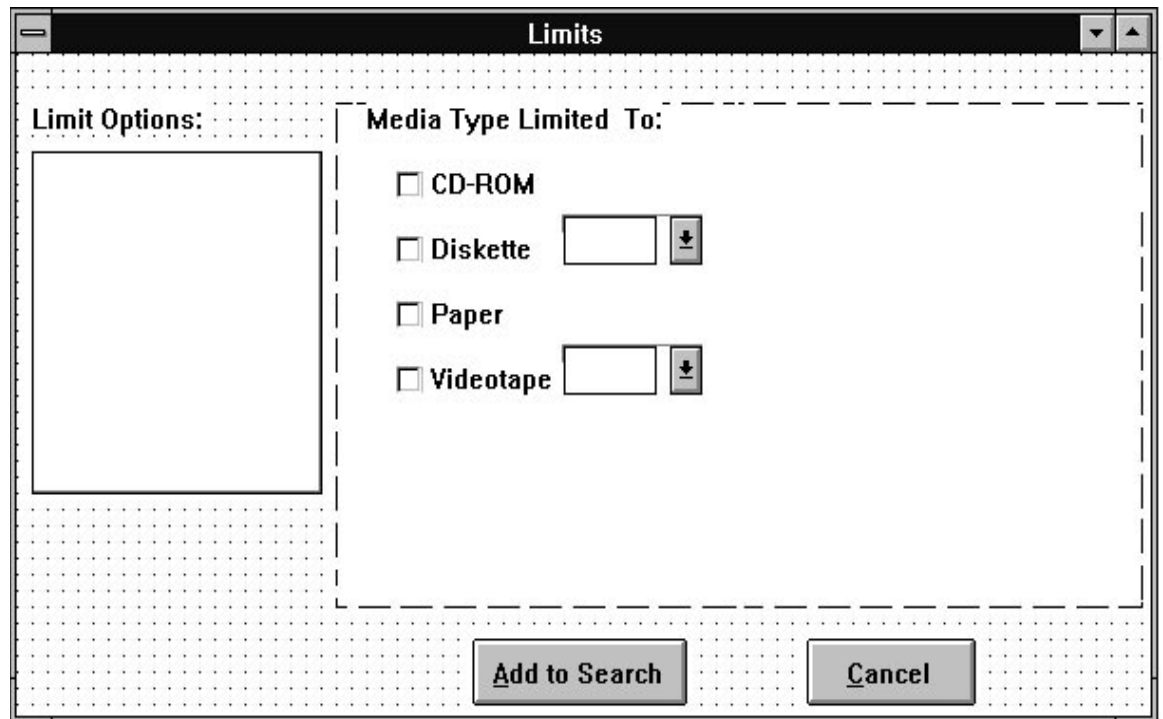 Limits
Limit Options:
Media Type Limited To:
CD-ROM
Diskette
Paper
Videotape
Add to Search
Cancel